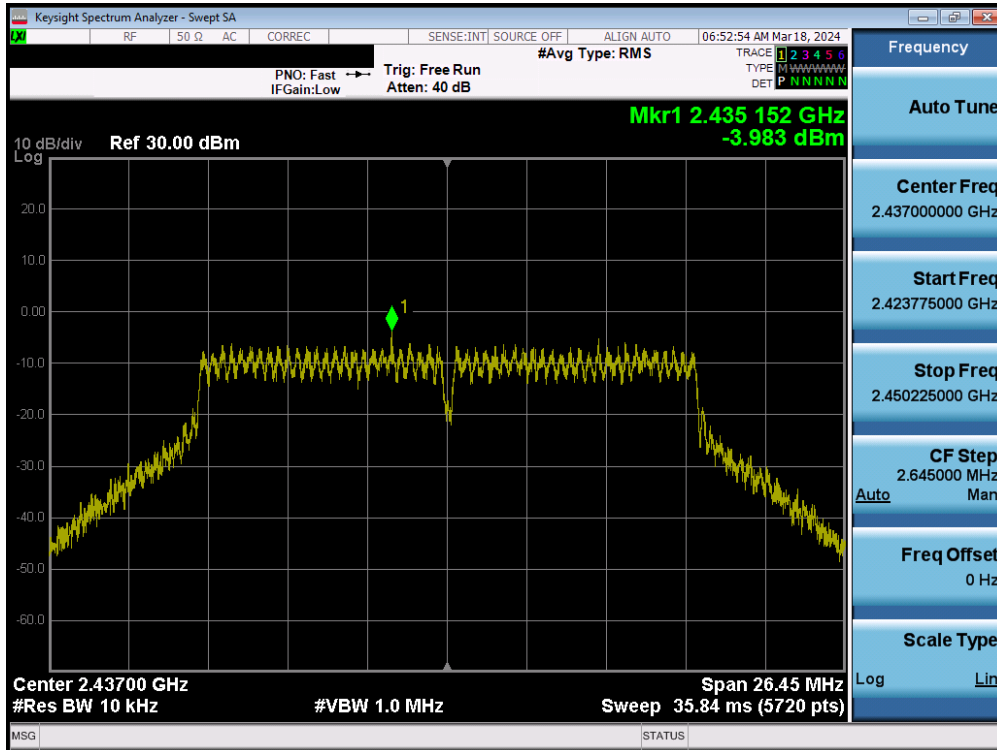 Keysight Spectrum Analyzer - Swept SA
LXI RF 50 Ω AC CORREC SENSE:INT SOURCE OFF ALIGN AUTO 06:52:54 AM Mar 18, 2024
#Avg Type: RMS
TRACE 1 2 3 4 5 6
TYPE M WWWWW
DET P N N N N N
PNO: Fast Trig: Free Run
IFGain:Low Atten: 40 dB
Mkr1 2.435 152 GHz
-3.983 dBm
10 dB/div Ref 30.00 dBm
Log
20.0
10.0
0.00
-10.0
-20.0
-30.0
-40.0
-50.0
-60.0
1
Center 2.43700 GHz Span 26.45 MHz
#Res BW 10 kHz #VBW 1.0 MHz Sweep 35.84 ms (5720 pts)
MSG STATUS
Frequency
Auto Tune
Center Freq
2.437000000 GHz
Start Freq
2.423775000 GHz
Stop Freq
2.450225000 GHz
CF Step
2.645000 MHz
Auto Man
Freq Offset
0 Hz
Scale Type
Log Lin